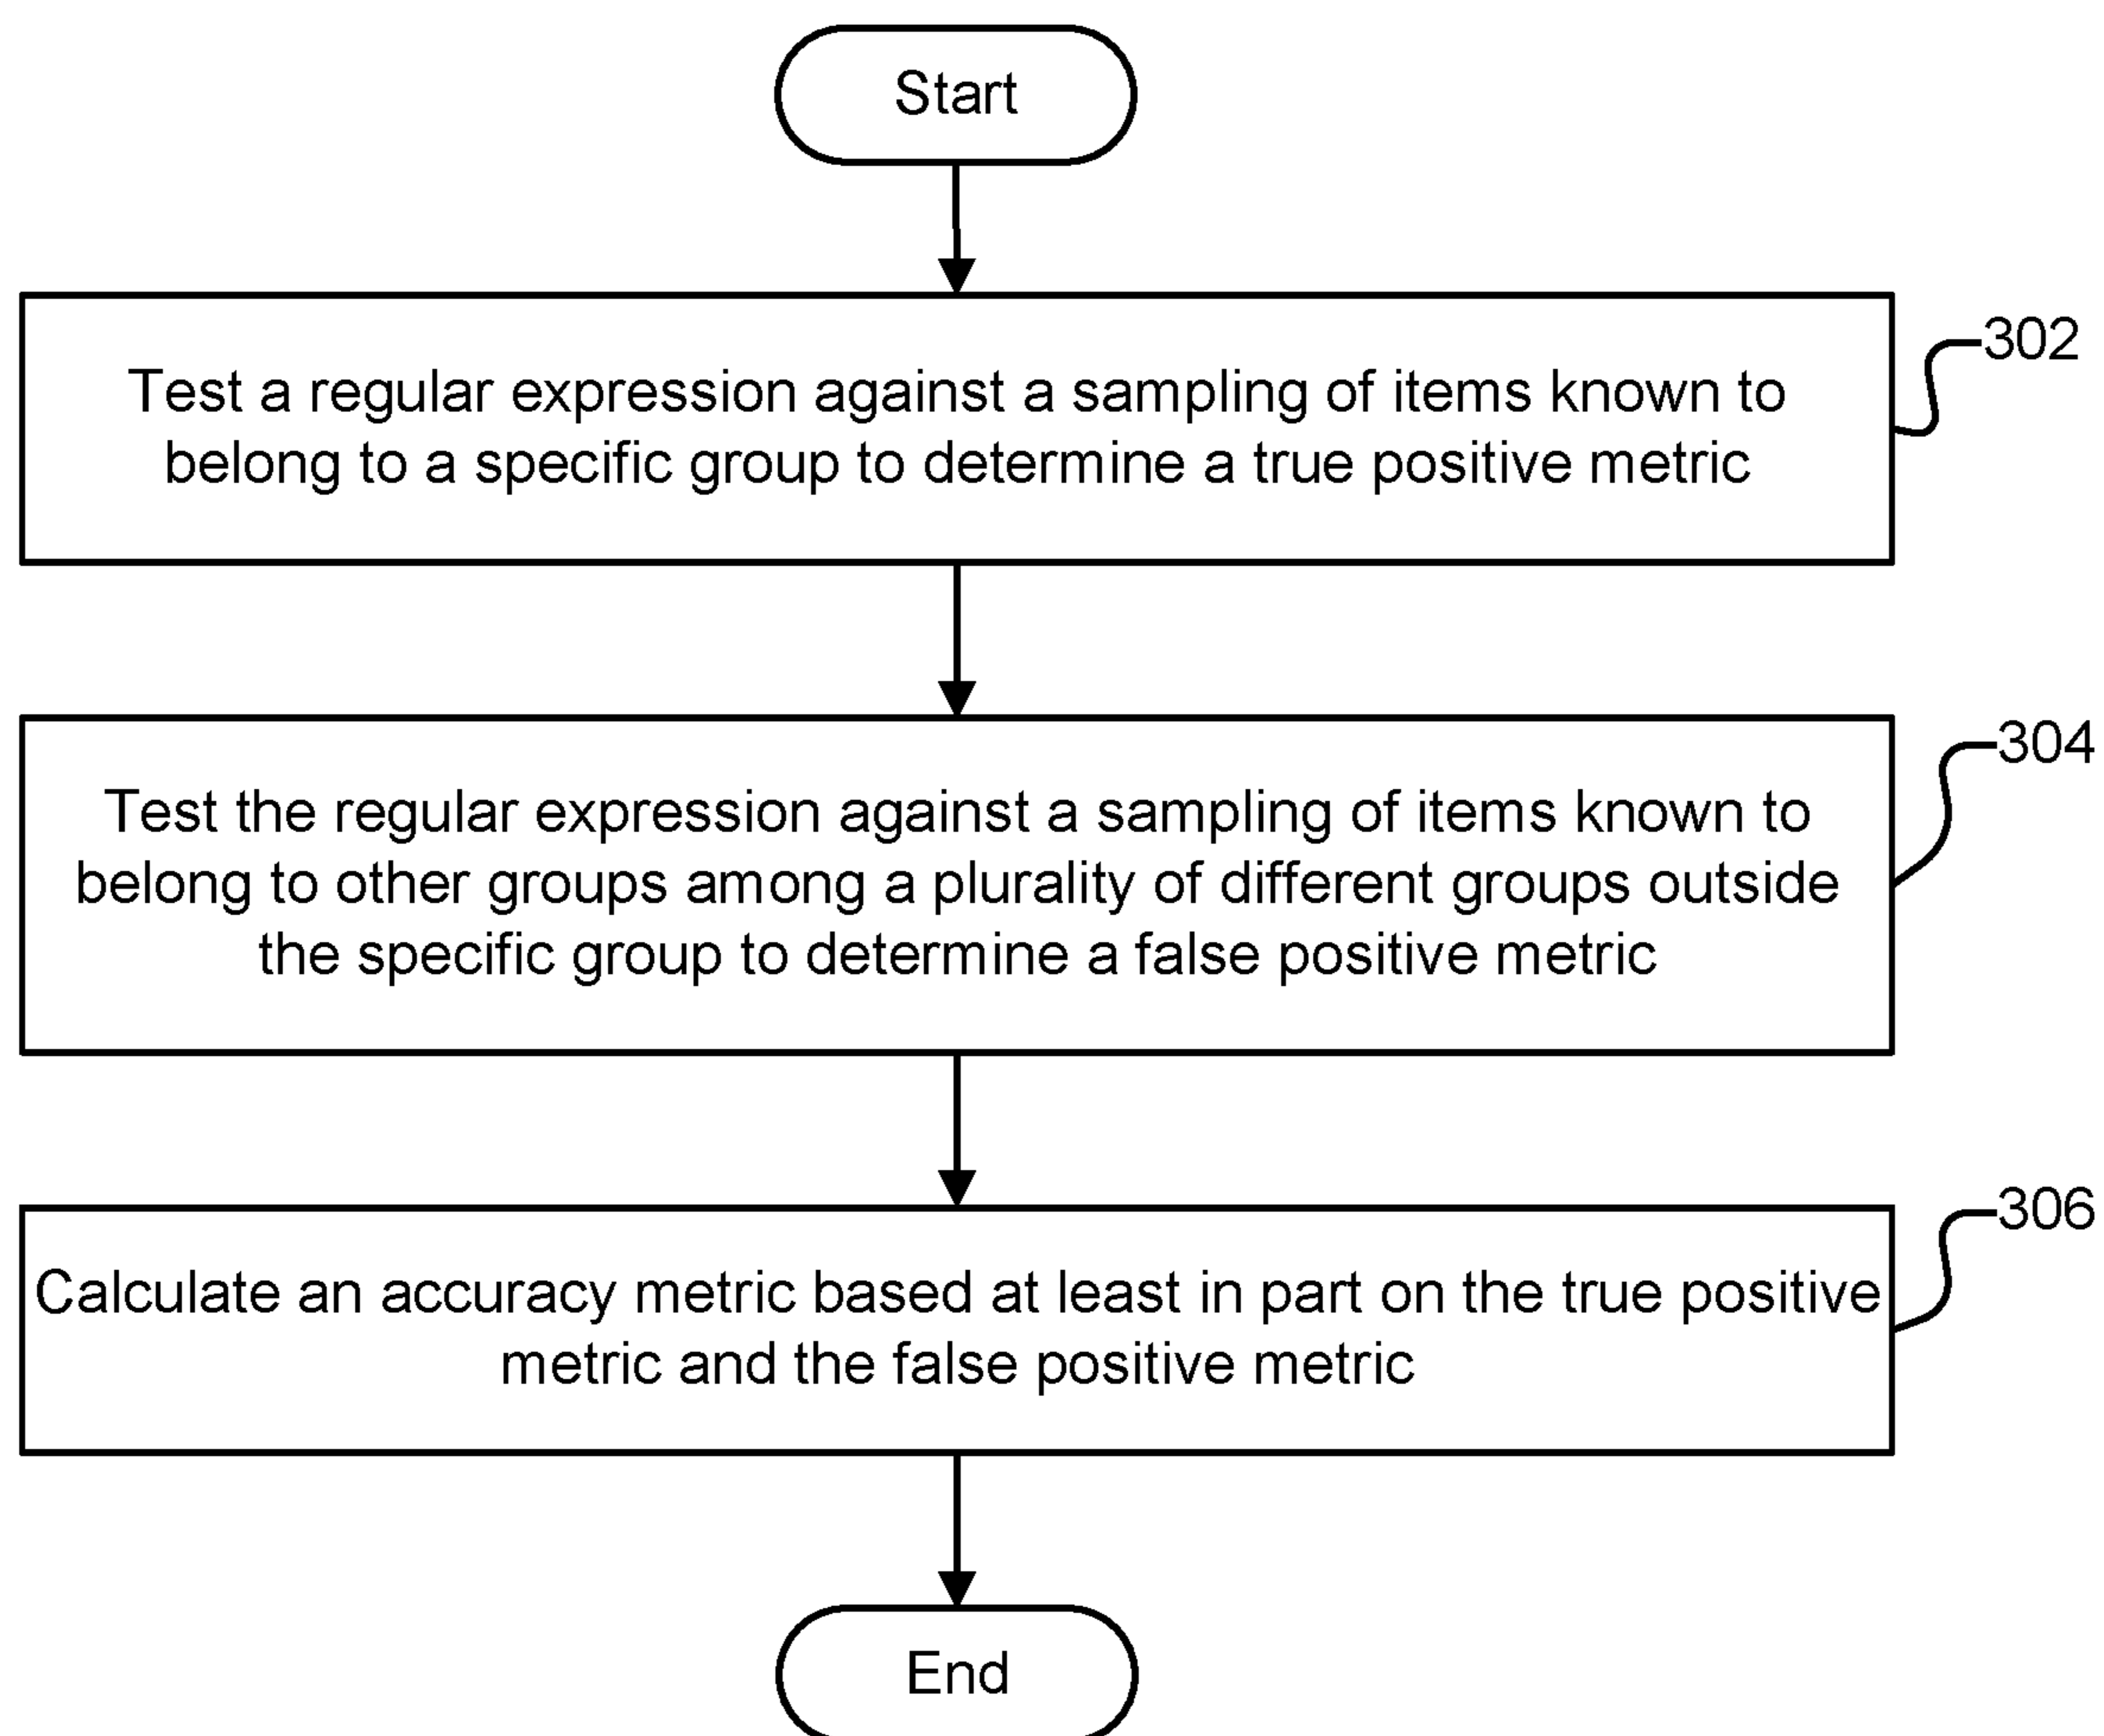 Start
302
Test a regular expression against a sampling of items known to
belong to a specific group to determine a true positive metric
304
Test the regular expression against a sampling of items known to
belong to other groups among a plurality of different groups outside
the specific group to determine a false positive metric
306
Calculate an accuracy metric based at least in part on the true positive
metric and the false positive metric
End